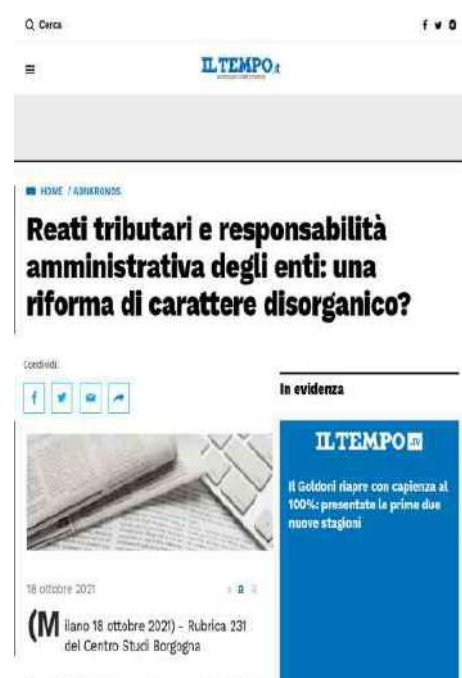 Cerca
IL TEMPO.it
HOME / ADNKRONOS
Reati tributari e responsabilità
amministrativa degli enti: una
riforma di carattere disorganico?
Condividi:
In evidenza
IL TEMPO TV
Il Goldoni riapre con capienza al
100%: presentate le prime due
nuove stagioni
18 ottobre 2021
(Milano 18 ottobre 2021) – Rubrica 231
del Centro Studi Borgogna